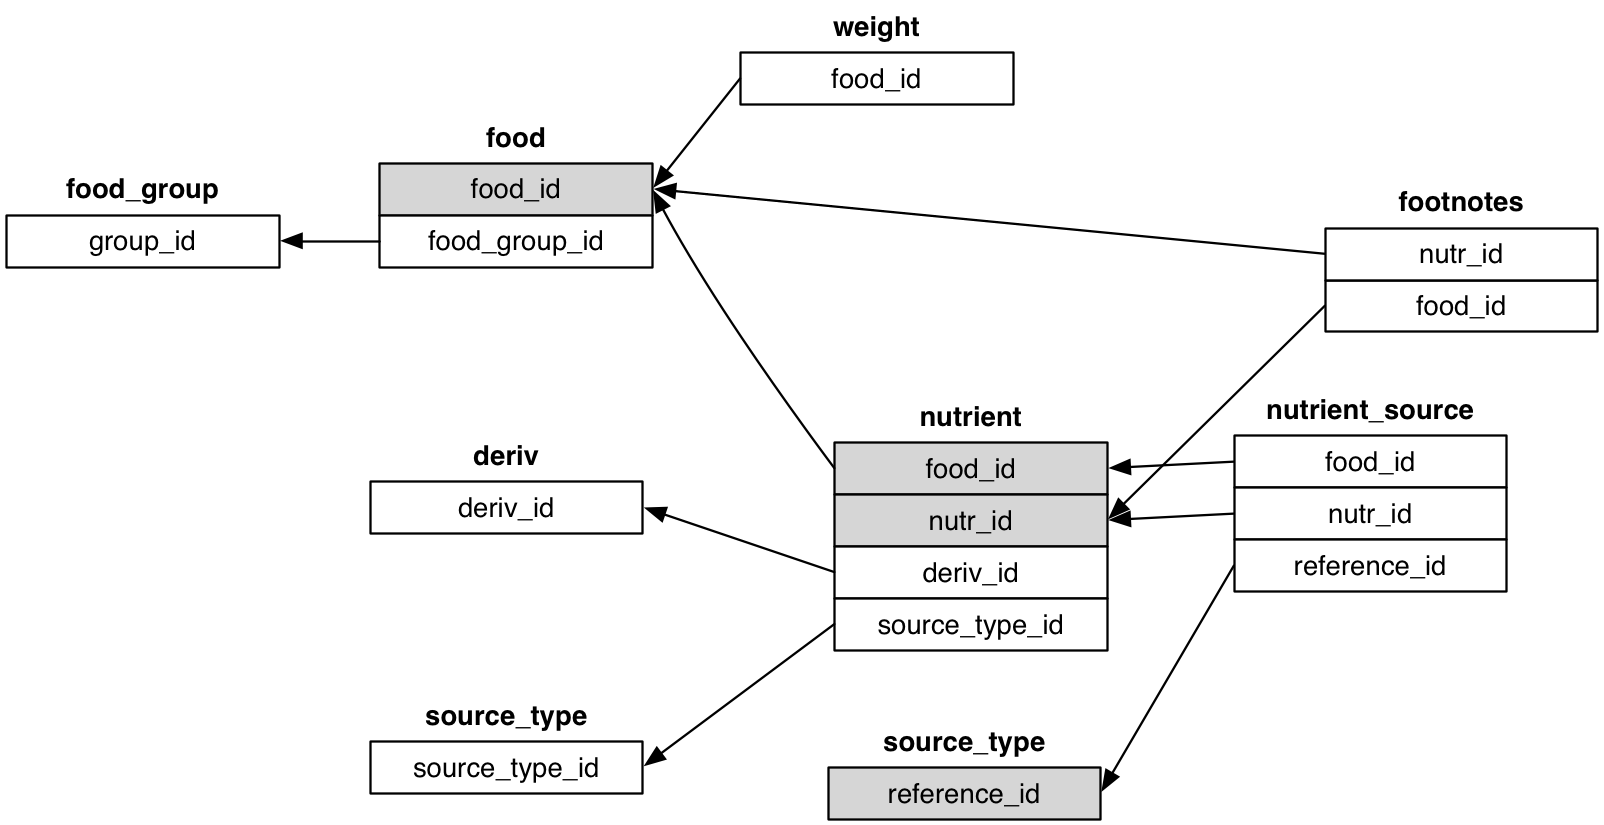 weight
food_id
food
food_id
food_group_id
food_group
group_id
footnotes
nutr_id
food_id
nutrient
food_id
nutr_id
deriv_id
source_type_id
nutrient_source
food_id
nutr_id
reference_id
deriv
deriv_id
source_type
source_type_id
source_type
reference_id